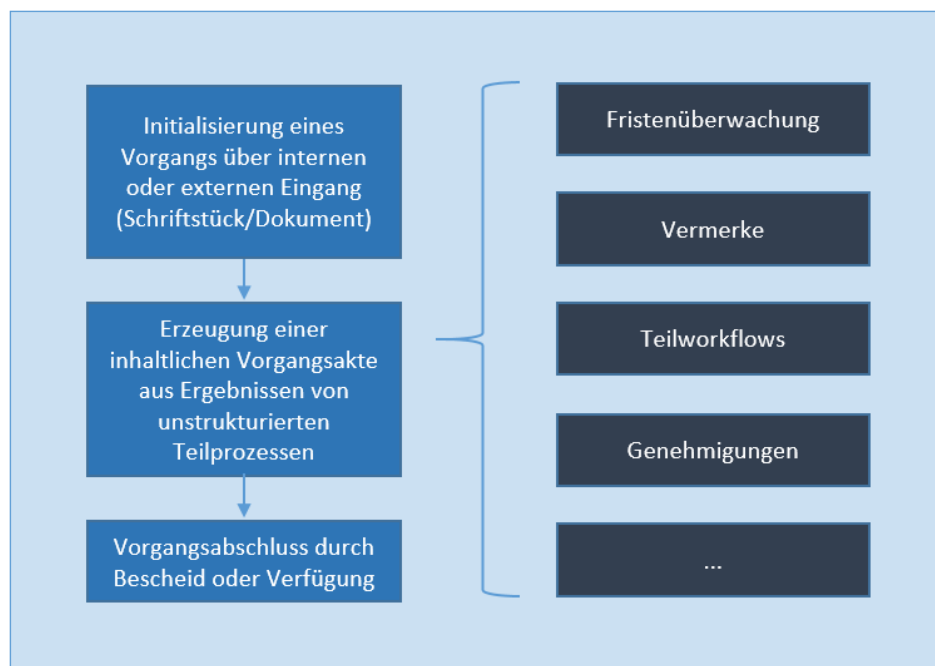 Initialisierung eines
Vorgangs über internen
oder externen Eingang
(Schriftstück/Dokument)
Erzeugung einer
inhaltlichen Vorgangsakte
aus Ergebnissen von
unstrukturierten
Teilprozessen
Vorgangsabschluss durch
Bescheid oder Verfügung
Fristenüberwachung
Vermerke
Teilworkflows
Genehmigungen
...